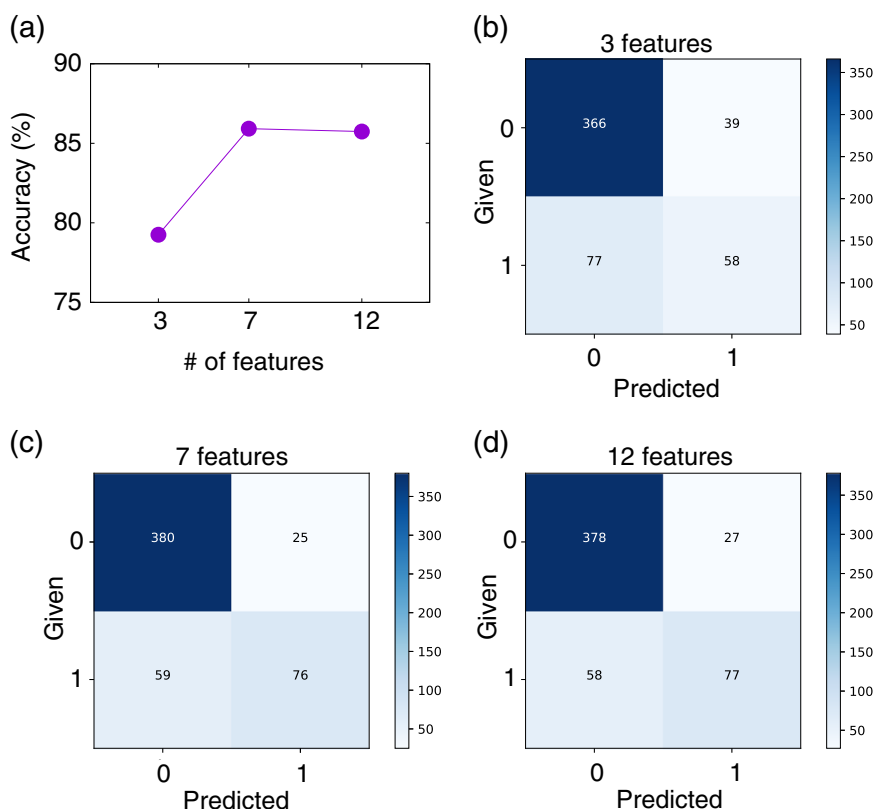 (a)
90
85
80
75
Accuracy (%)
3 7 12
# of features
(b)
3 features
0
1
Given
366 39
77 58
0 1
Predicted
350
300
250
200
150
100
50
(c)
7 features
0
1
Given
380 25
59 76
0 1
Predicted
350
300
250
200
150
100
50
(d)
12 features
0
1
Given
378 27
58 77
0 1
Predicted
350
300
250
200
150
100
50